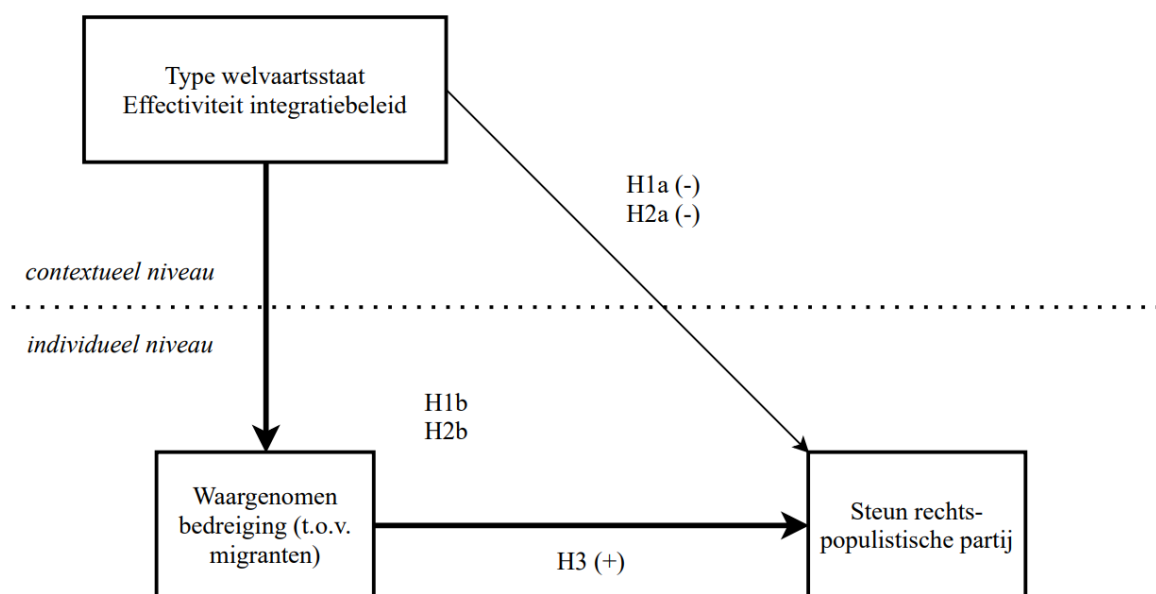 Type welvaartsstaat
Effectiviteit integratiebeleid
H1a (-)
H2a (-)
contextueel niveau
individueel niveau
H1b
H2b
Waargenomen
bedreiging (t.o.v.
migranten)
H3 (+)
Steun rechts-
populistische partij